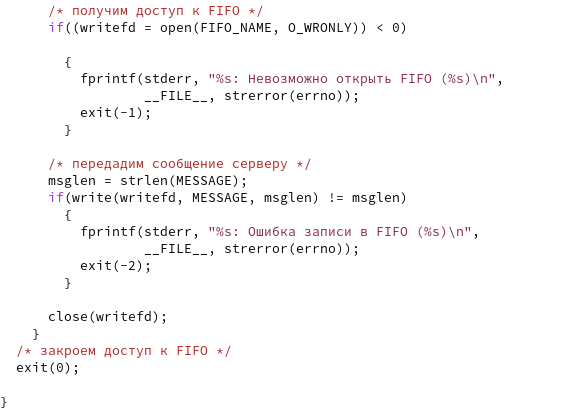 /* получим доступ к FIFO */
if((writefd = open(FIFO_NAME, O_WRONLY)) < 0)
{
fprintf(stderr, "%s: Невозможно открыть FIFO (%s)\n",
__FILE__, strerror(errno));
exit(-1);
}
/* передадим сообщение серверу */
msglen = strlen(MESSAGE);
if(write(writefd, MESSAGE, msglen) != msglen)
{
fprintf(stderr, "%s: Ошибка записи в FIFO (%s)\n",
__FILE__, strerror(errno));
exit(-2);
}
close(writefd);
}
/* закроем доступ к FIFO */
exit(0);
}